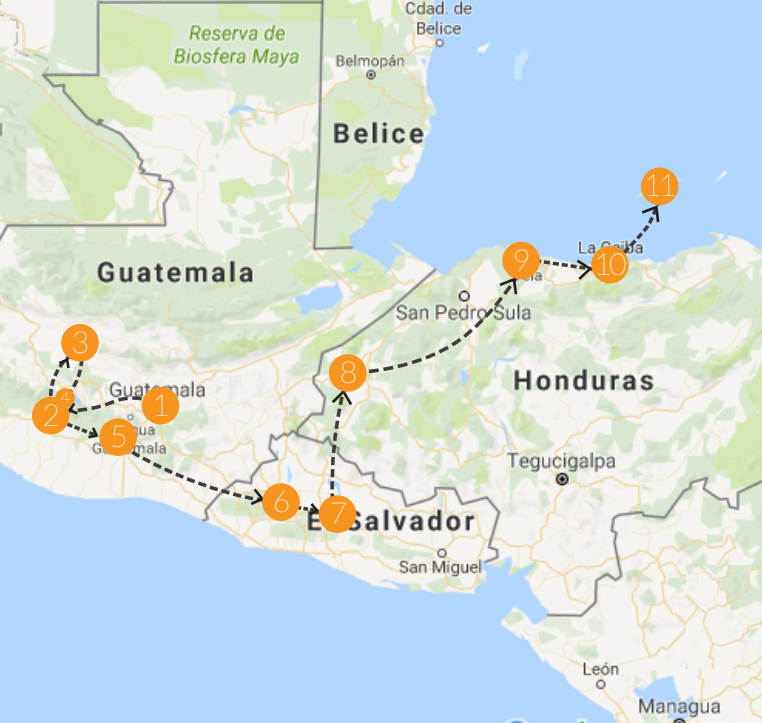 Cdad. de
Belice
Reserva de
Biosfera Maya
Belmopán
Belice
11
La Ceiba
9
10
Guatemala
San Pedro Sula
3
8
Honduras
4
Guatemala
2
1
5
Tegucigalpa
6
7
El Salvador
San Miguel
León
Managua